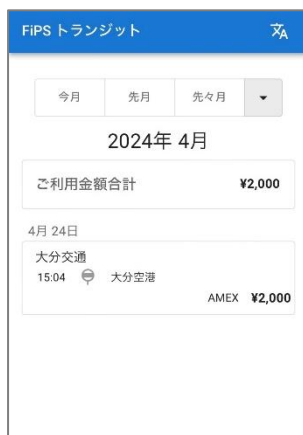 FiPS トランジット
今月 先月 先々月
2024年 4月
ご利用金額合計 ¥2,000
4月 24日
大分交通
15:04 大分空港
AMEX ¥2,000